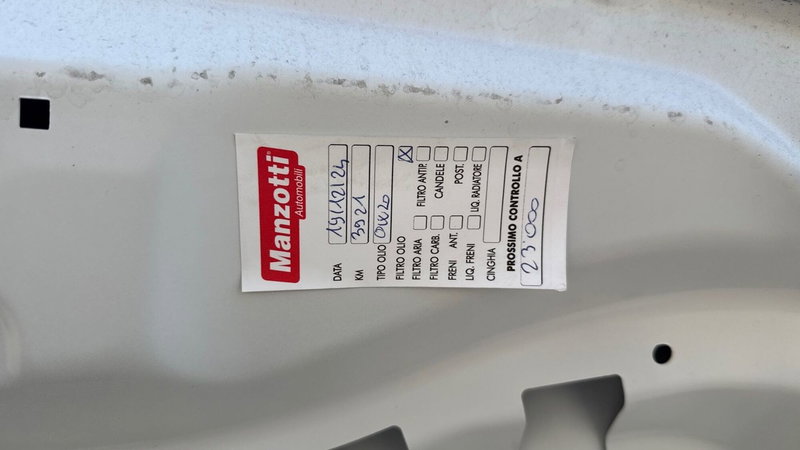 Manzotti
Automobili
DATA 19/12/24
KM 3921
TIPO OLIO 0W20
FILTRO OLIO
FILTRO ARIA FILTRO ANTIP.
FILTRO CARB. CANDELE
FRENI ANT. POST.
LIQ. FRENI LIQ. RADIATORE
CINGHIA
PROSSIMO CONTROLLO A
23'000